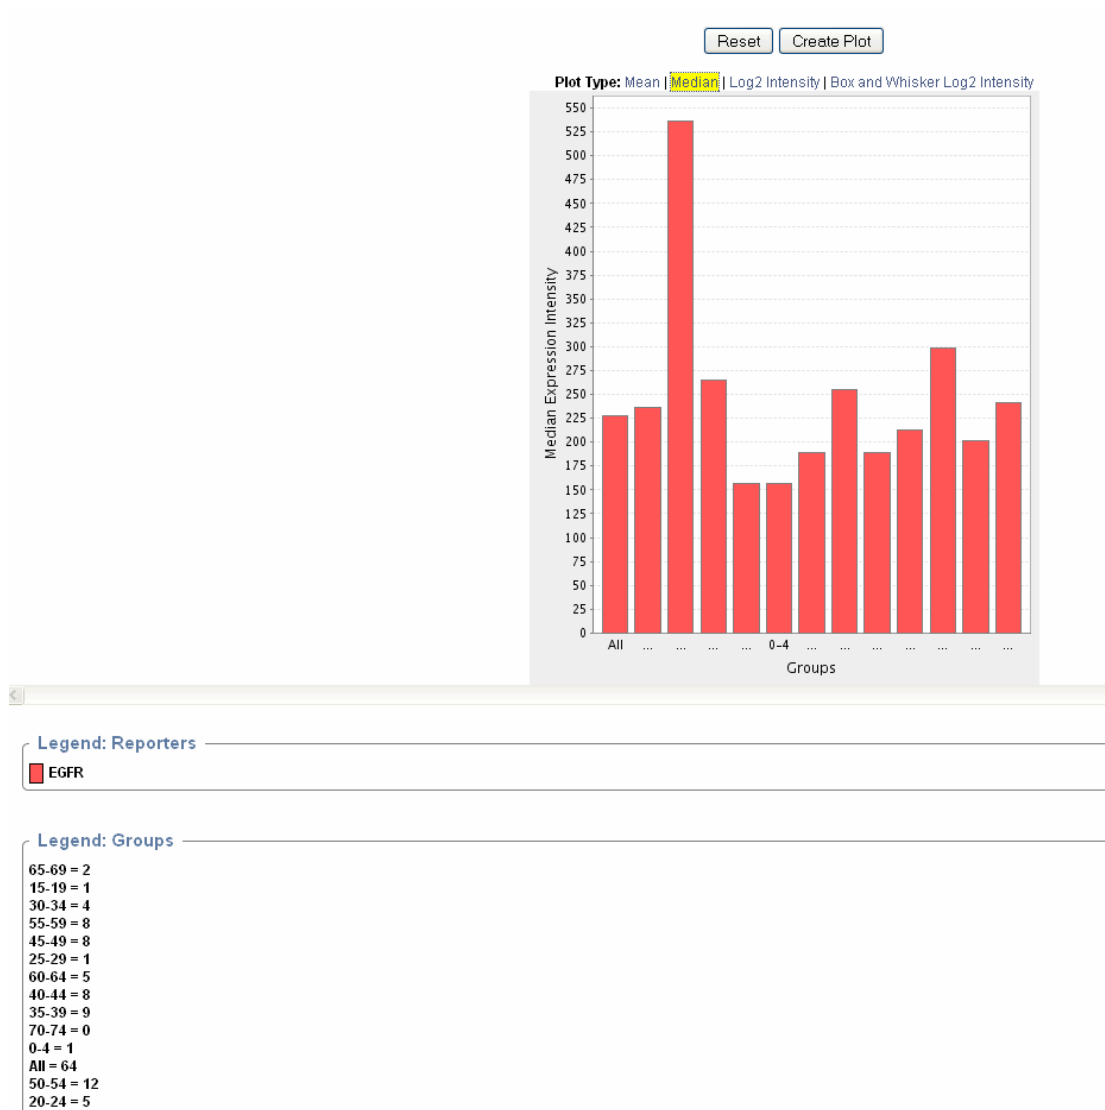 Reset Create Plot
Plot Type: Mean | Median | Log2 Intensity | Box and Whisker Log2 Intensity
550
525
500
475
450
425
400
375
350
325
300
275
250
225
200
175
150
125
100
75
50
25
0
Median Expression Intensity
All ... ... ... ... 0-4 ... ... ... ... ... ... ...
Groups
Legend: Reporters
EGFR
Legend: Groups
65-69 = 2
15-19 = 1
30-34 = 4
55-59 = 8
45-49 = 8
25-29 = 1
60-64 = 5
40-44 = 8
35-39 = 9
70-74 = 0
0-4 = 1
All = 64
50-54 = 12
20-24 = 5